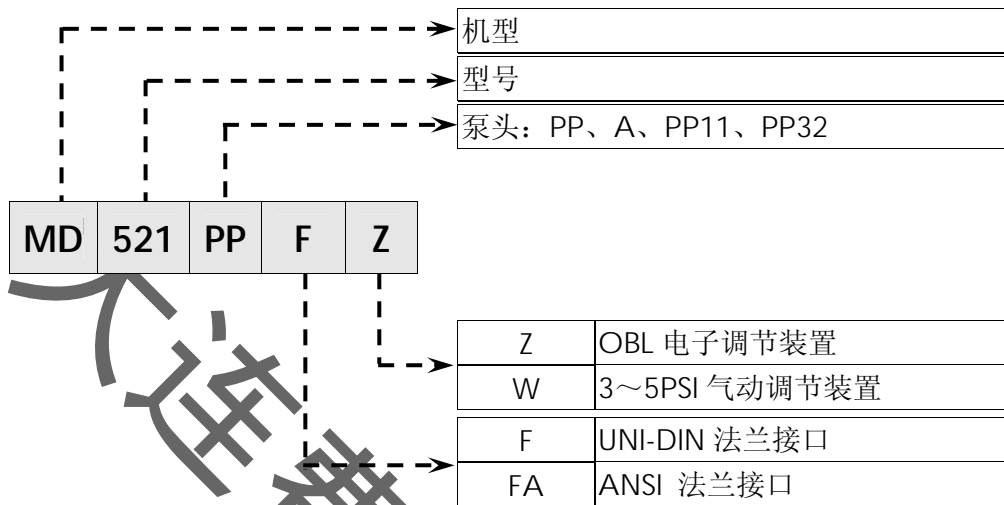 机型
型号
泵头：PP、A、PP11、PP32
MD 521 PP F Z
Z OBL 电子调节装置
W 3～5PSI 气动调节装置
F UNI-DIN 法兰接口
FA ANSI 法兰接口
大连